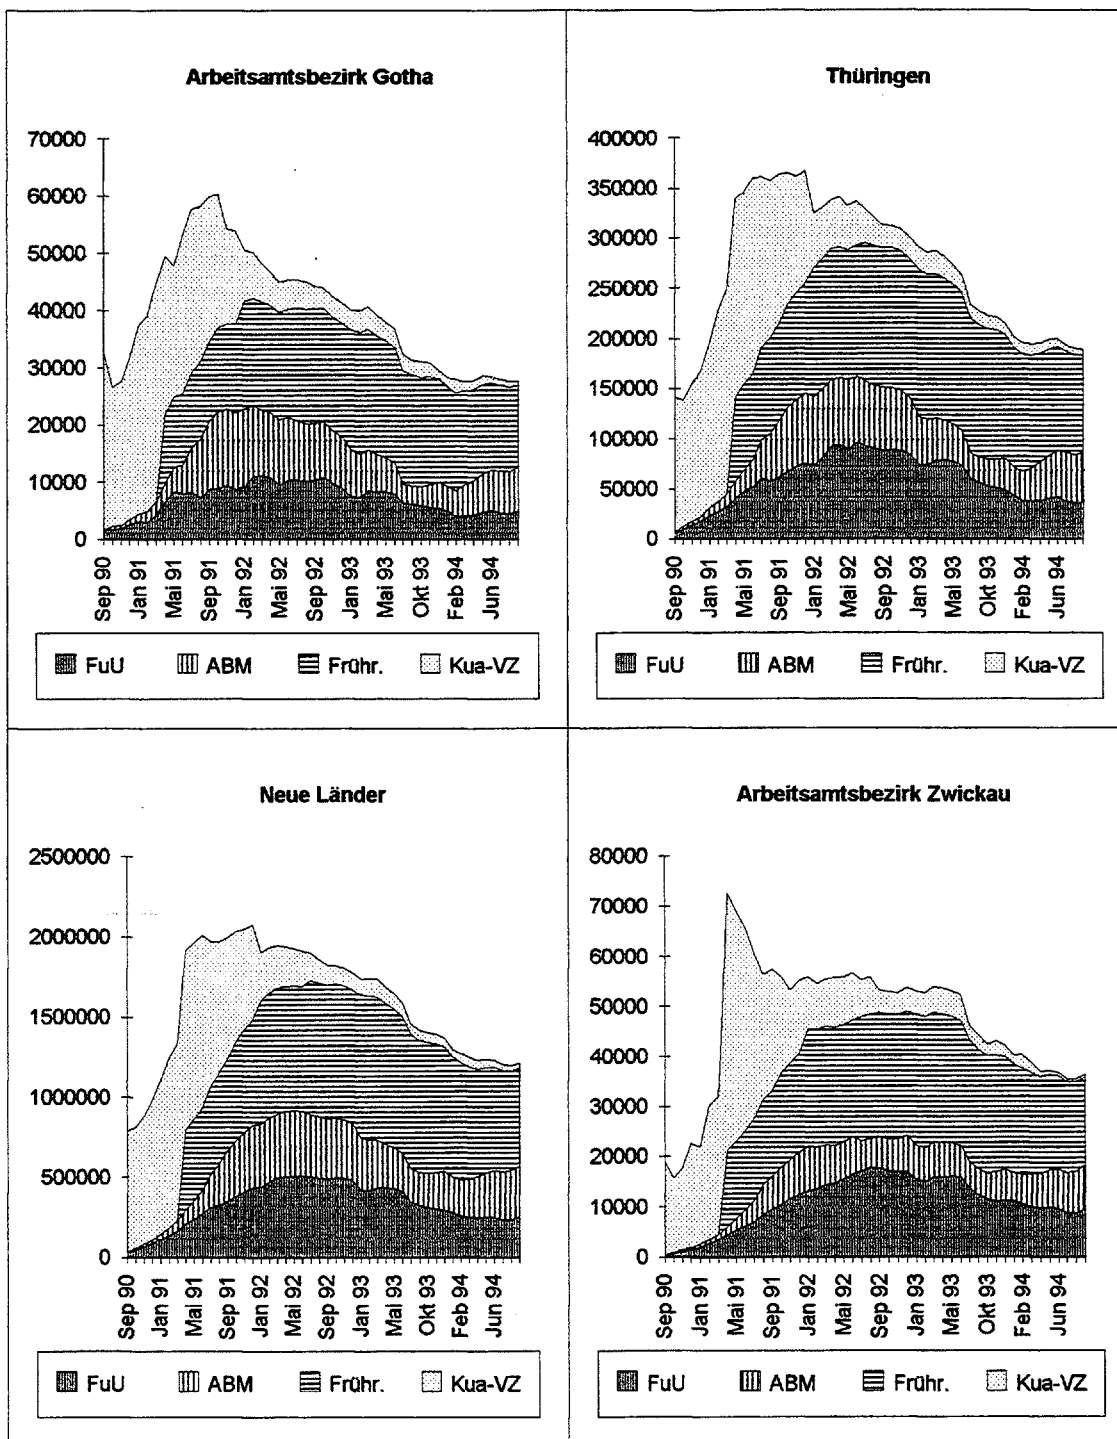 Arbeitsamtsbezirk Gotha
70000
60000
50000
40000
30000
20000
10000
0
Sep 90 Jan 91 Mai 91 Sep 91 Jan 92 Mai 92 Sep 92 Jan 93 Mai 93 Okt 93 Feb 94 Jun 94
FuU ABM Frühr. Kua-VZ
Thüringen
400000
350000
300000
250000
200000
150000
100000
50000
0
Sep 90 Jan 91 Mai 91 Sep 91 Jan 92 Mai 92 Sep 92 Jan 93 Mai 93 Okt 93 Feb 94 Jun 94
FuU ABM Frühr. Kua-VZ
Neue Länder
2500000
2000000
1500000
1000000
500000
0
Sep 90 Jan 91 Mai 91 Sep 91 Jan 92 Mai 92 Sep 92 Jan 93 Mai 93 Okt 93 Feb 94 Jun 94
FuU ABM Frühr. Kua-VZ
Arbeitsamtsbezirk Zwickau
80000
70000
60000
50000
40000
30000
20000
10000
0
Sep 90 Jan 91 Mai 91 Sep 91 Jan 92 Mai 92 Sep 92 Jan 93 Mai 93 Okt 93 Feb 94 Jun 94
FuU ABM Frühr. Kua-VZ